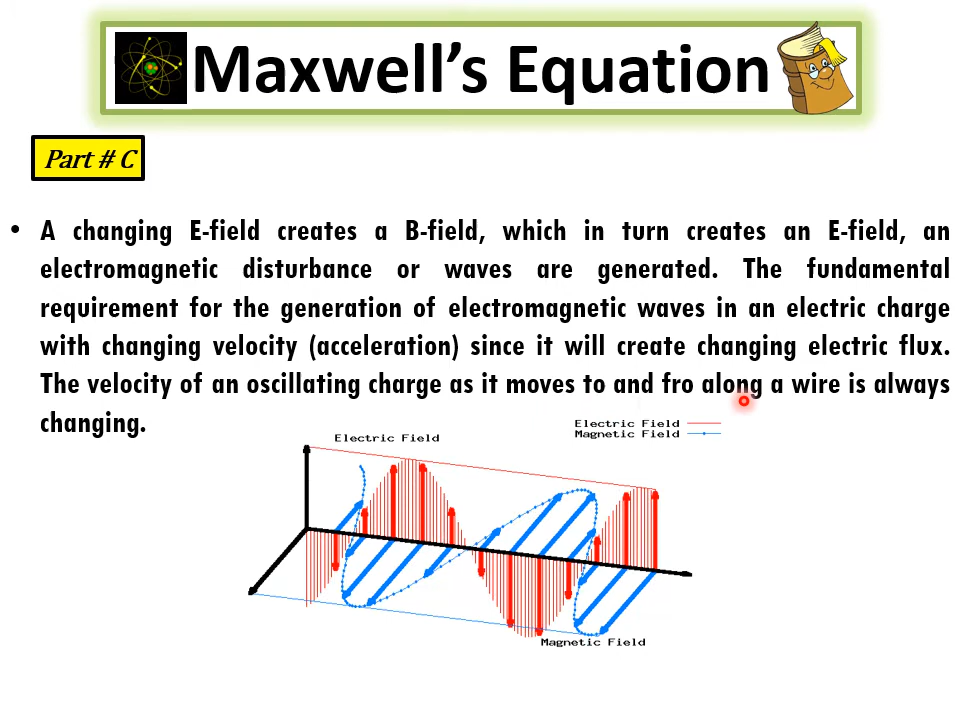 Maxwell’s Equation
Part # C
• A changing E-field creates a B-field, which in turn creates an E-field, an
electromagnetic disturbance or waves are generated. The fundamental
requirement for the generation of electromagnetic waves in an electric charge
with changing velocity (acceleration) since it will create changing electric flux.
The velocity of an oscillating charge as it moves to and fro along a wire is always
changing.
Electric Field
Magnetic Field
Electric Field
Magnetic Field